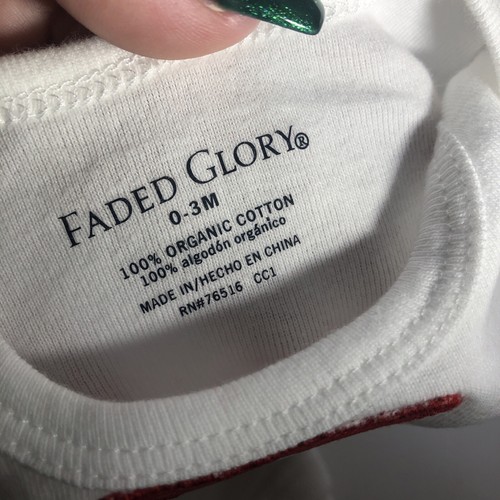 FADED GLORY®
0-3M
100% ORGANIC COTTON
100% algodón orgánico
MADE IN/HECHO EN CHINA
RN#76516 CC1